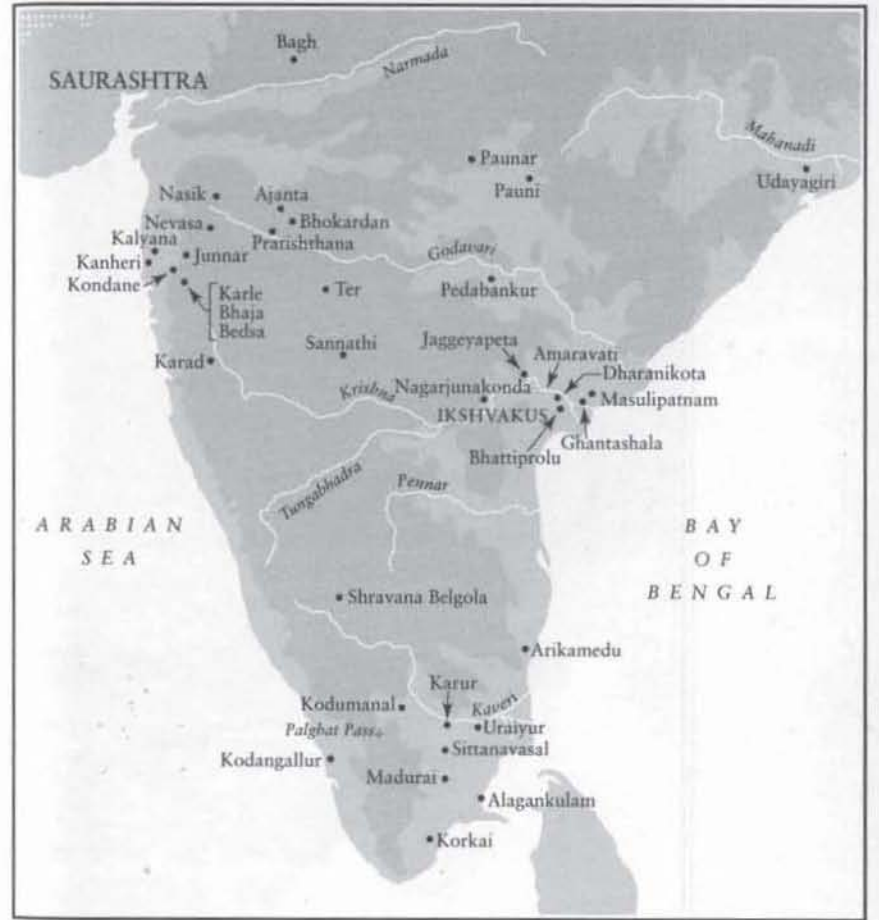 Bagh
Narmada
SAURASHTRA
Mahanadi
Paunar
Pauni
Udayagiri
Nasik
Ajanta
Nevasa
Bhokardan
Kalyana
Prarishthana
Junnar
Godavari
Kanheri
Kondane
Ter
Pedabankur
Karle
Bhaja
Bedsa
Sannathi
Jaggeyapeta
Amaravati
Karad
Dharanikota
Krishna
Nagarjunakonda
Masulipatnam
IKSHVAKUS
Ghantashala
Bhattiprolu
Tungabhadra
Pennar
ARABIAN
SEA
BAY
OF
BENGAL
Shravana Belgola
Arikamedu
Karur
Kodumanal
Kaveri
Palghat Pass
Uraiyur
Sittanavasal
Kodangallur
Madurai
Alagankulam
Korkai